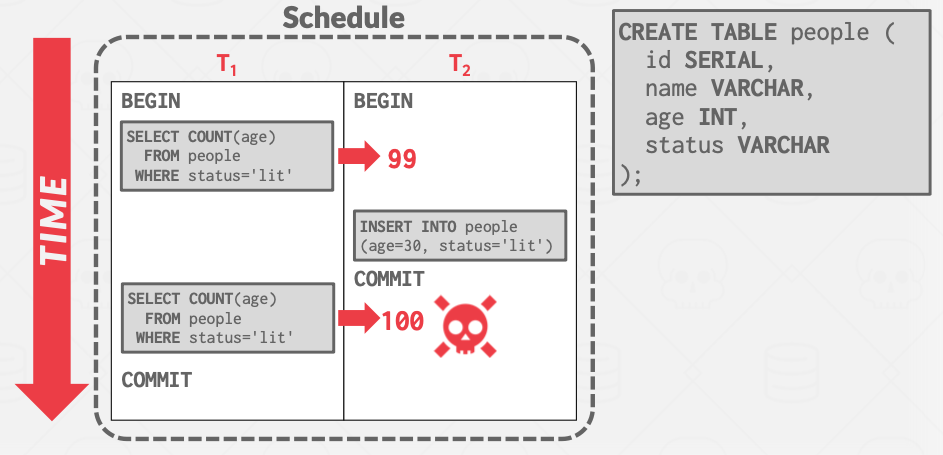 Schedule
TIME
T1
T2
BEGIN
SELECT COUNT(age)
FROM people
WHERE status='lit'
99
SELECT COUNT(age)
FROM people
WHERE status='lit'
100
COMMIT
BEGIN
INSERT INTO people
(age=30, status='lit')
COMMIT
CREATE TABLE people (
id SERIAL,
name VARCHAR,
age INT,
status VARCHAR
);